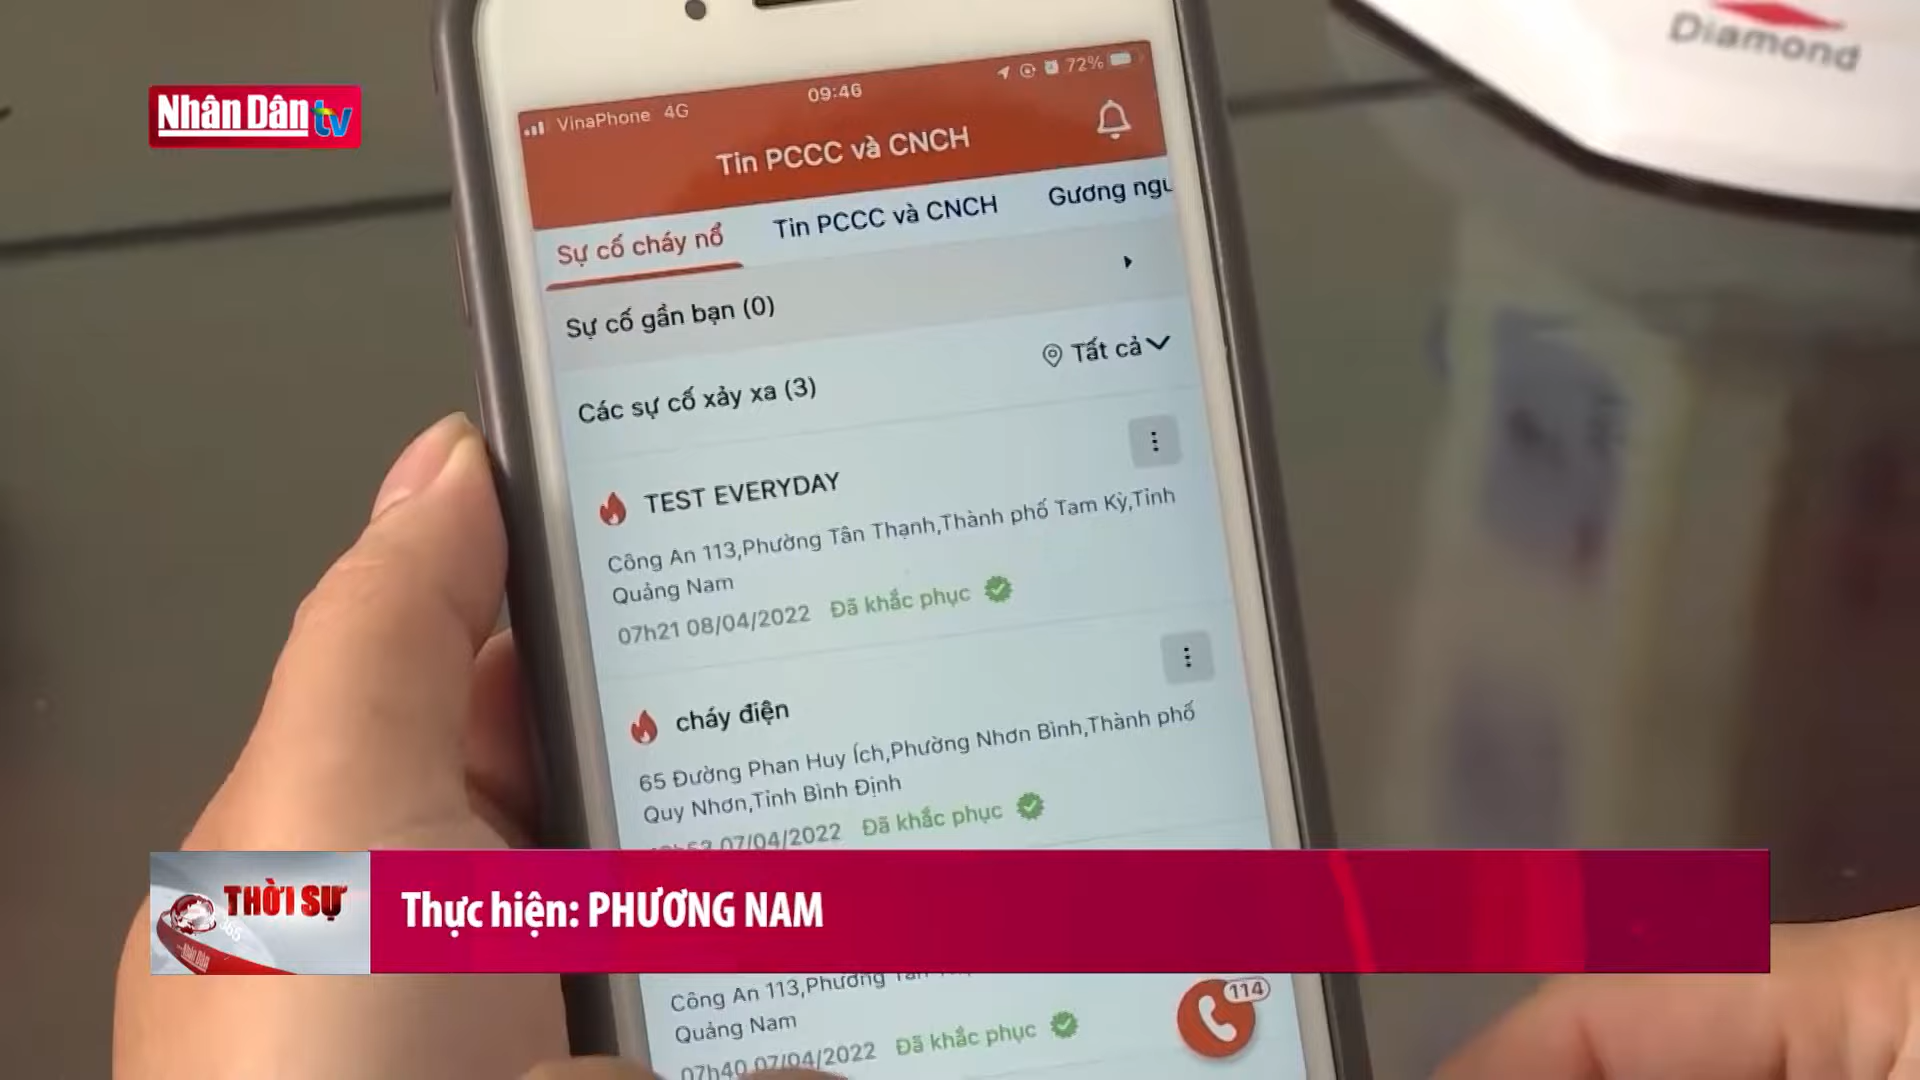 Diamond
Nhân Dân tv
VinaPhone 4G 09:46 72%
Tin PCCC và CNCH
Sự cố cháy nổ Tin PCCC và CNCH Gương
Sự cố gần bạn (0)
Các sự cố xảy xa (3) Tất cả
TEST EVERYDAY
Công An 113,Phường Tân Thạnh,Thành phố Tam Kỳ,Tỉnh
Quảng Nam
07h21 08/04/2022 Đã khắc phục
cháy điện
65 Đường Phan Huy Ích,Phường Nhơn Bình,Thành phố
Quy Nhơn,Tỉnh Bình Định
07/04/2022 Đã khắc phục
THỜI SỰ
365
Nhân Dân
Thực hiện: PHƯƠNG NAM
Công An 113,Phường
Quảng Nam
114
07h40 07/04/2022 Đã khắc phục